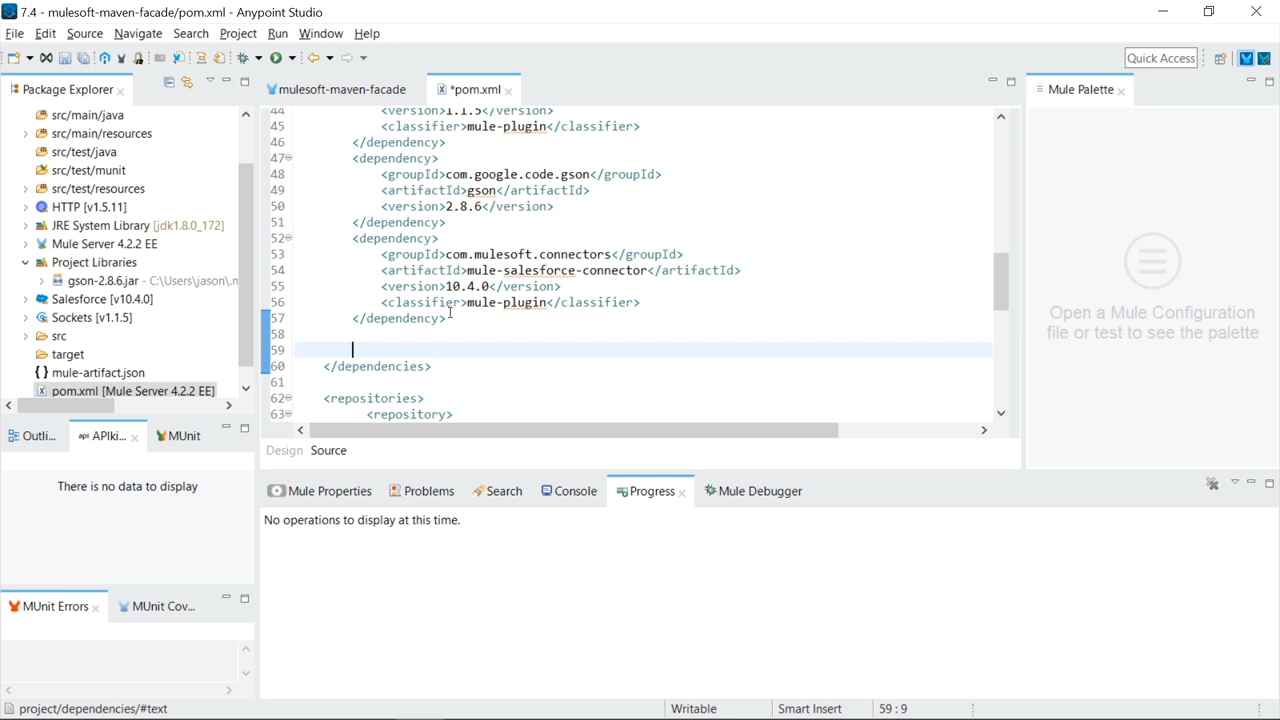 7.4 - mulesoft-maven-facade/pom.xml - Anypoint Studio
File Edit Source Navigate Search Project Run Window Help
Quick Access
Package Explorer
src/main/java
src/main/resources
src/test/java
src/test/munit
src/test/resources
HTTP [v1.5.11]
JRE System Library [jdk1.8.0_172]
Mule Server 4.2.2 EE
Project Libraries
gson-2.8.6.jar - C:\Users\jason\.n
Salesforce [v10.4.0]
Sockets [v1.1.5]
src
target
mule-artifact.json
pom.xml [Mule Server 4.2.2 EE]
mulesoft-maven-facade
*pom.xml
44 <version>1.1.5</version>
45 <classifier>mule-plugin</classifier>
46 </dependency>
47 <dependency>
48 <groupId>com.google.code.gson</groupId>
49 <artifactId>gson</artifactId>
50 <version>2.8.6</version>
51 </dependency>
52 <dependency>
53 <groupId>com.mulesoft.connectors</groupId>
54 <artifactId>mule-salesforce-connector</artifactId>
55 <version>10.4.0</version>
56 <classifier>mule-plugin</classifier>
57 </dependency>
58
59
60 </dependencies>
61
62 <repositories>
63 <repository>
Design Source
Mule Palette
Open a Mule Configuration
file or test to see the palette
Outli... api APIki... MUnit
There is no data to display
MUnit Errors MUnit Cov...
Mule Properties Problems Search Console Progress Mule Debugger
No operations to display at this time.
project/dependencies/#text
Writable
Smart Insert
59 : 9